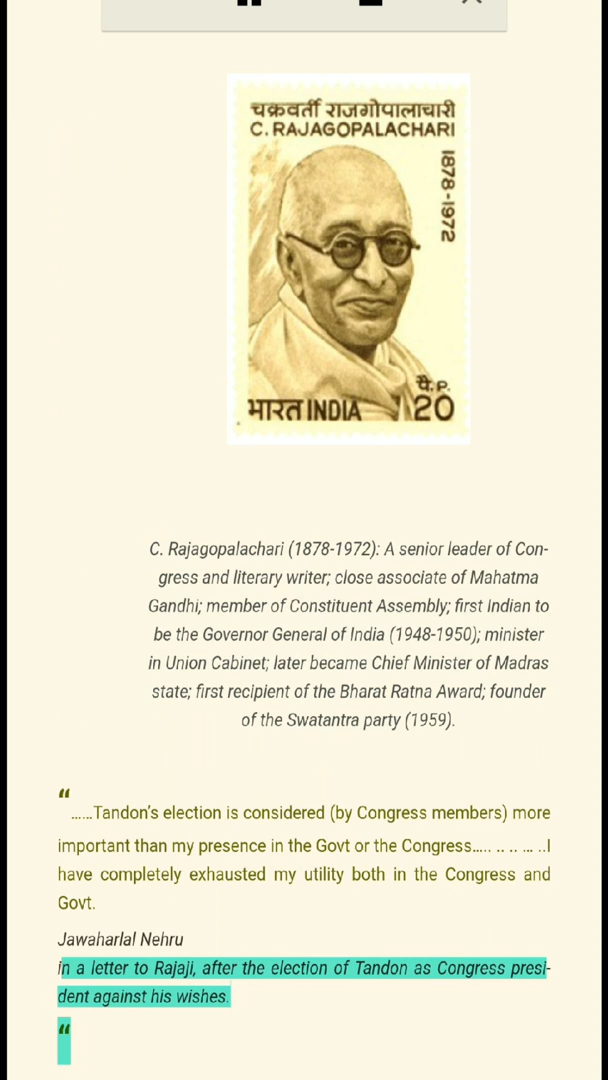 चक्रवर्ती राजगोपालाचारी
C. RAJAGOPALACHARI
1878-1972
पै. P.
भारत INDIA 20
C. Rajagopalachari (1878-1972): A senior leader of Con-
gress and literary writer; close associate of Mahatma
Gandhi; member of Constituent Assembly; first Indian to
be the Governor General of India (1948-1950); minister
in Union Cabinet; later became Chief Minister of Madras
state; first recipient of the Bharat Ratna Award; founder
of the Swatantra party (1959).
“ ......Tandon’s election is considered (by Congress members) more
important than my presence in the Govt or the Congress..... .. .. ... ..I
have completely exhausted my utility both in the Congress and
Govt.
Jawaharlal Nehru
in a letter to Rajaji, after the election of Tandon as Congress presi-
dent against his wishes.
“